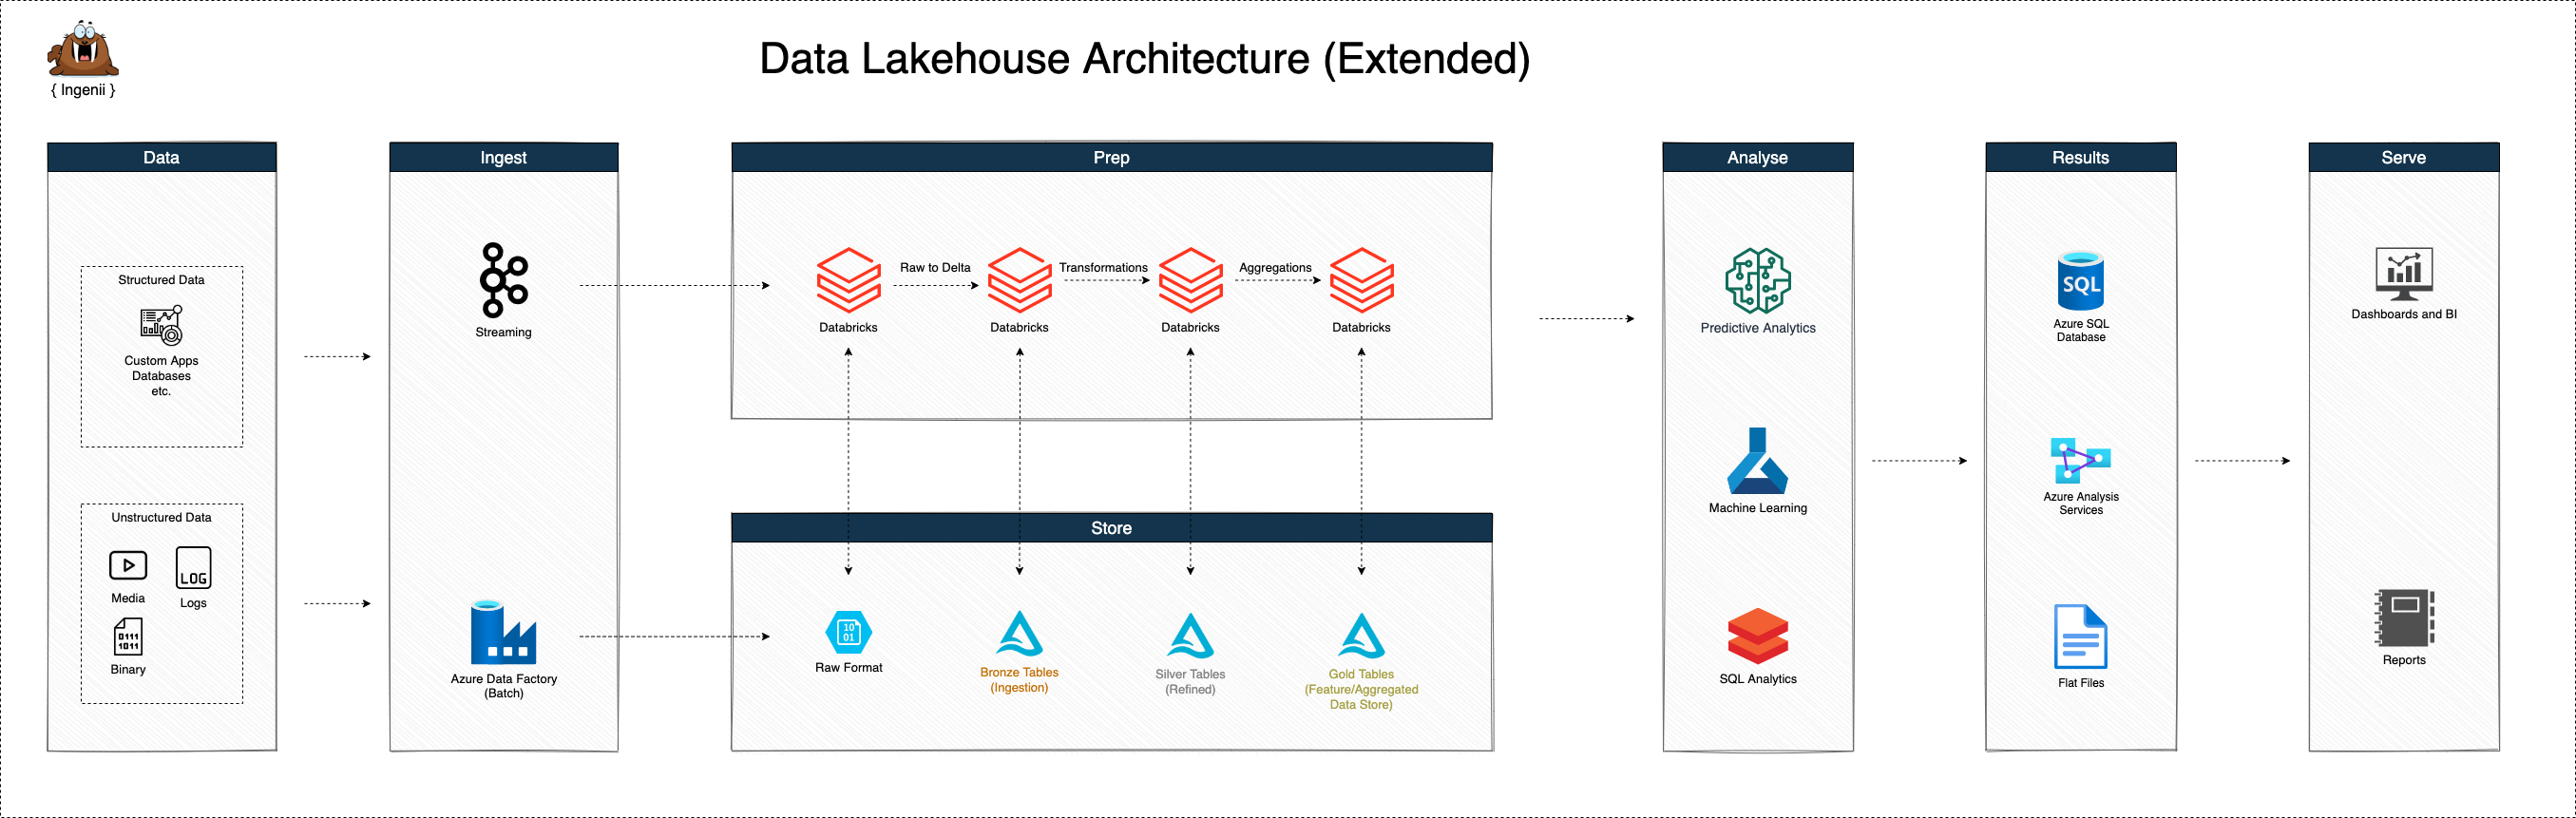 { Ingenii }
Data Lakehouse Architecture (Extended)
Data
Structured Data
Custom Apps
Databases
etc.
Unstructured Data
Media
LOG
Logs
0111
1011
Binary
Ingest
Streaming
Azure Data Factory
(Batch)
Prep
Databricks
Raw to Delta
Databricks
Transformations
Databricks
Aggregations
Databricks
Store
10
01
Raw Format
Bronze Tables
(Ingestion)
Silver Tables
(Refined)
Gold Tables
(Feature/Aggregated
Data Store)
Analyse
Predictive Analytics
Machine Learning
SQL Analytics
Results
SQL
Azure SQL
Database
Azure Analysis
Services
Flat Files
Serve
Dashboards and BI
Reports